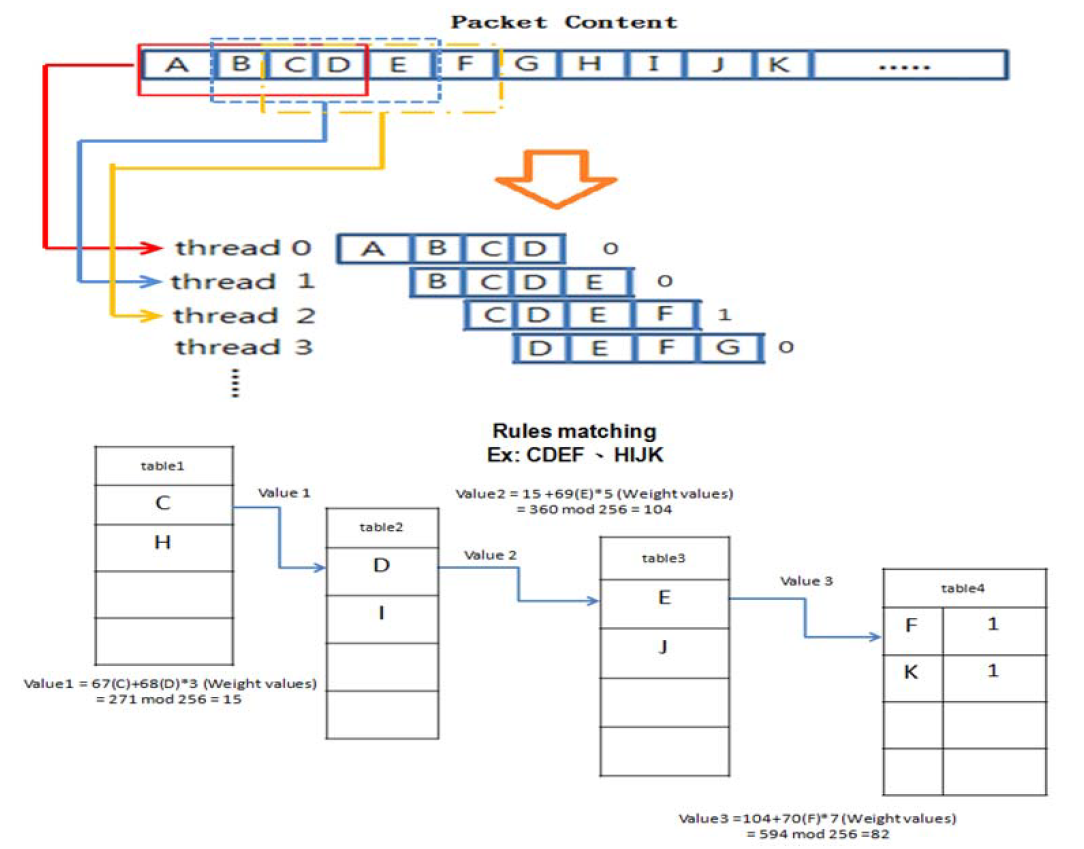 Packet Content
A B C D E F G H I J K .....
thread 0 A B C D 0
thread 1 B C D E 0
thread 2 C D E F 1
thread 3 D E F G 0
Rules matching
Ex: CDEF、HIJK
table1
C
H
Value 1
Value1 = 67(C)+68(D)*3 (Weight values)
= 271 mod 256 = 15
table2
D
I
Value 2
Value2 = 15 +69(E)*5 (Weight values)
= 360 mod 256 = 104
table3
E
J
Value 3
table4
F 1
K 1
Value3 =104+70(F)*7 (Weight values)
= 594 mod 256 =82